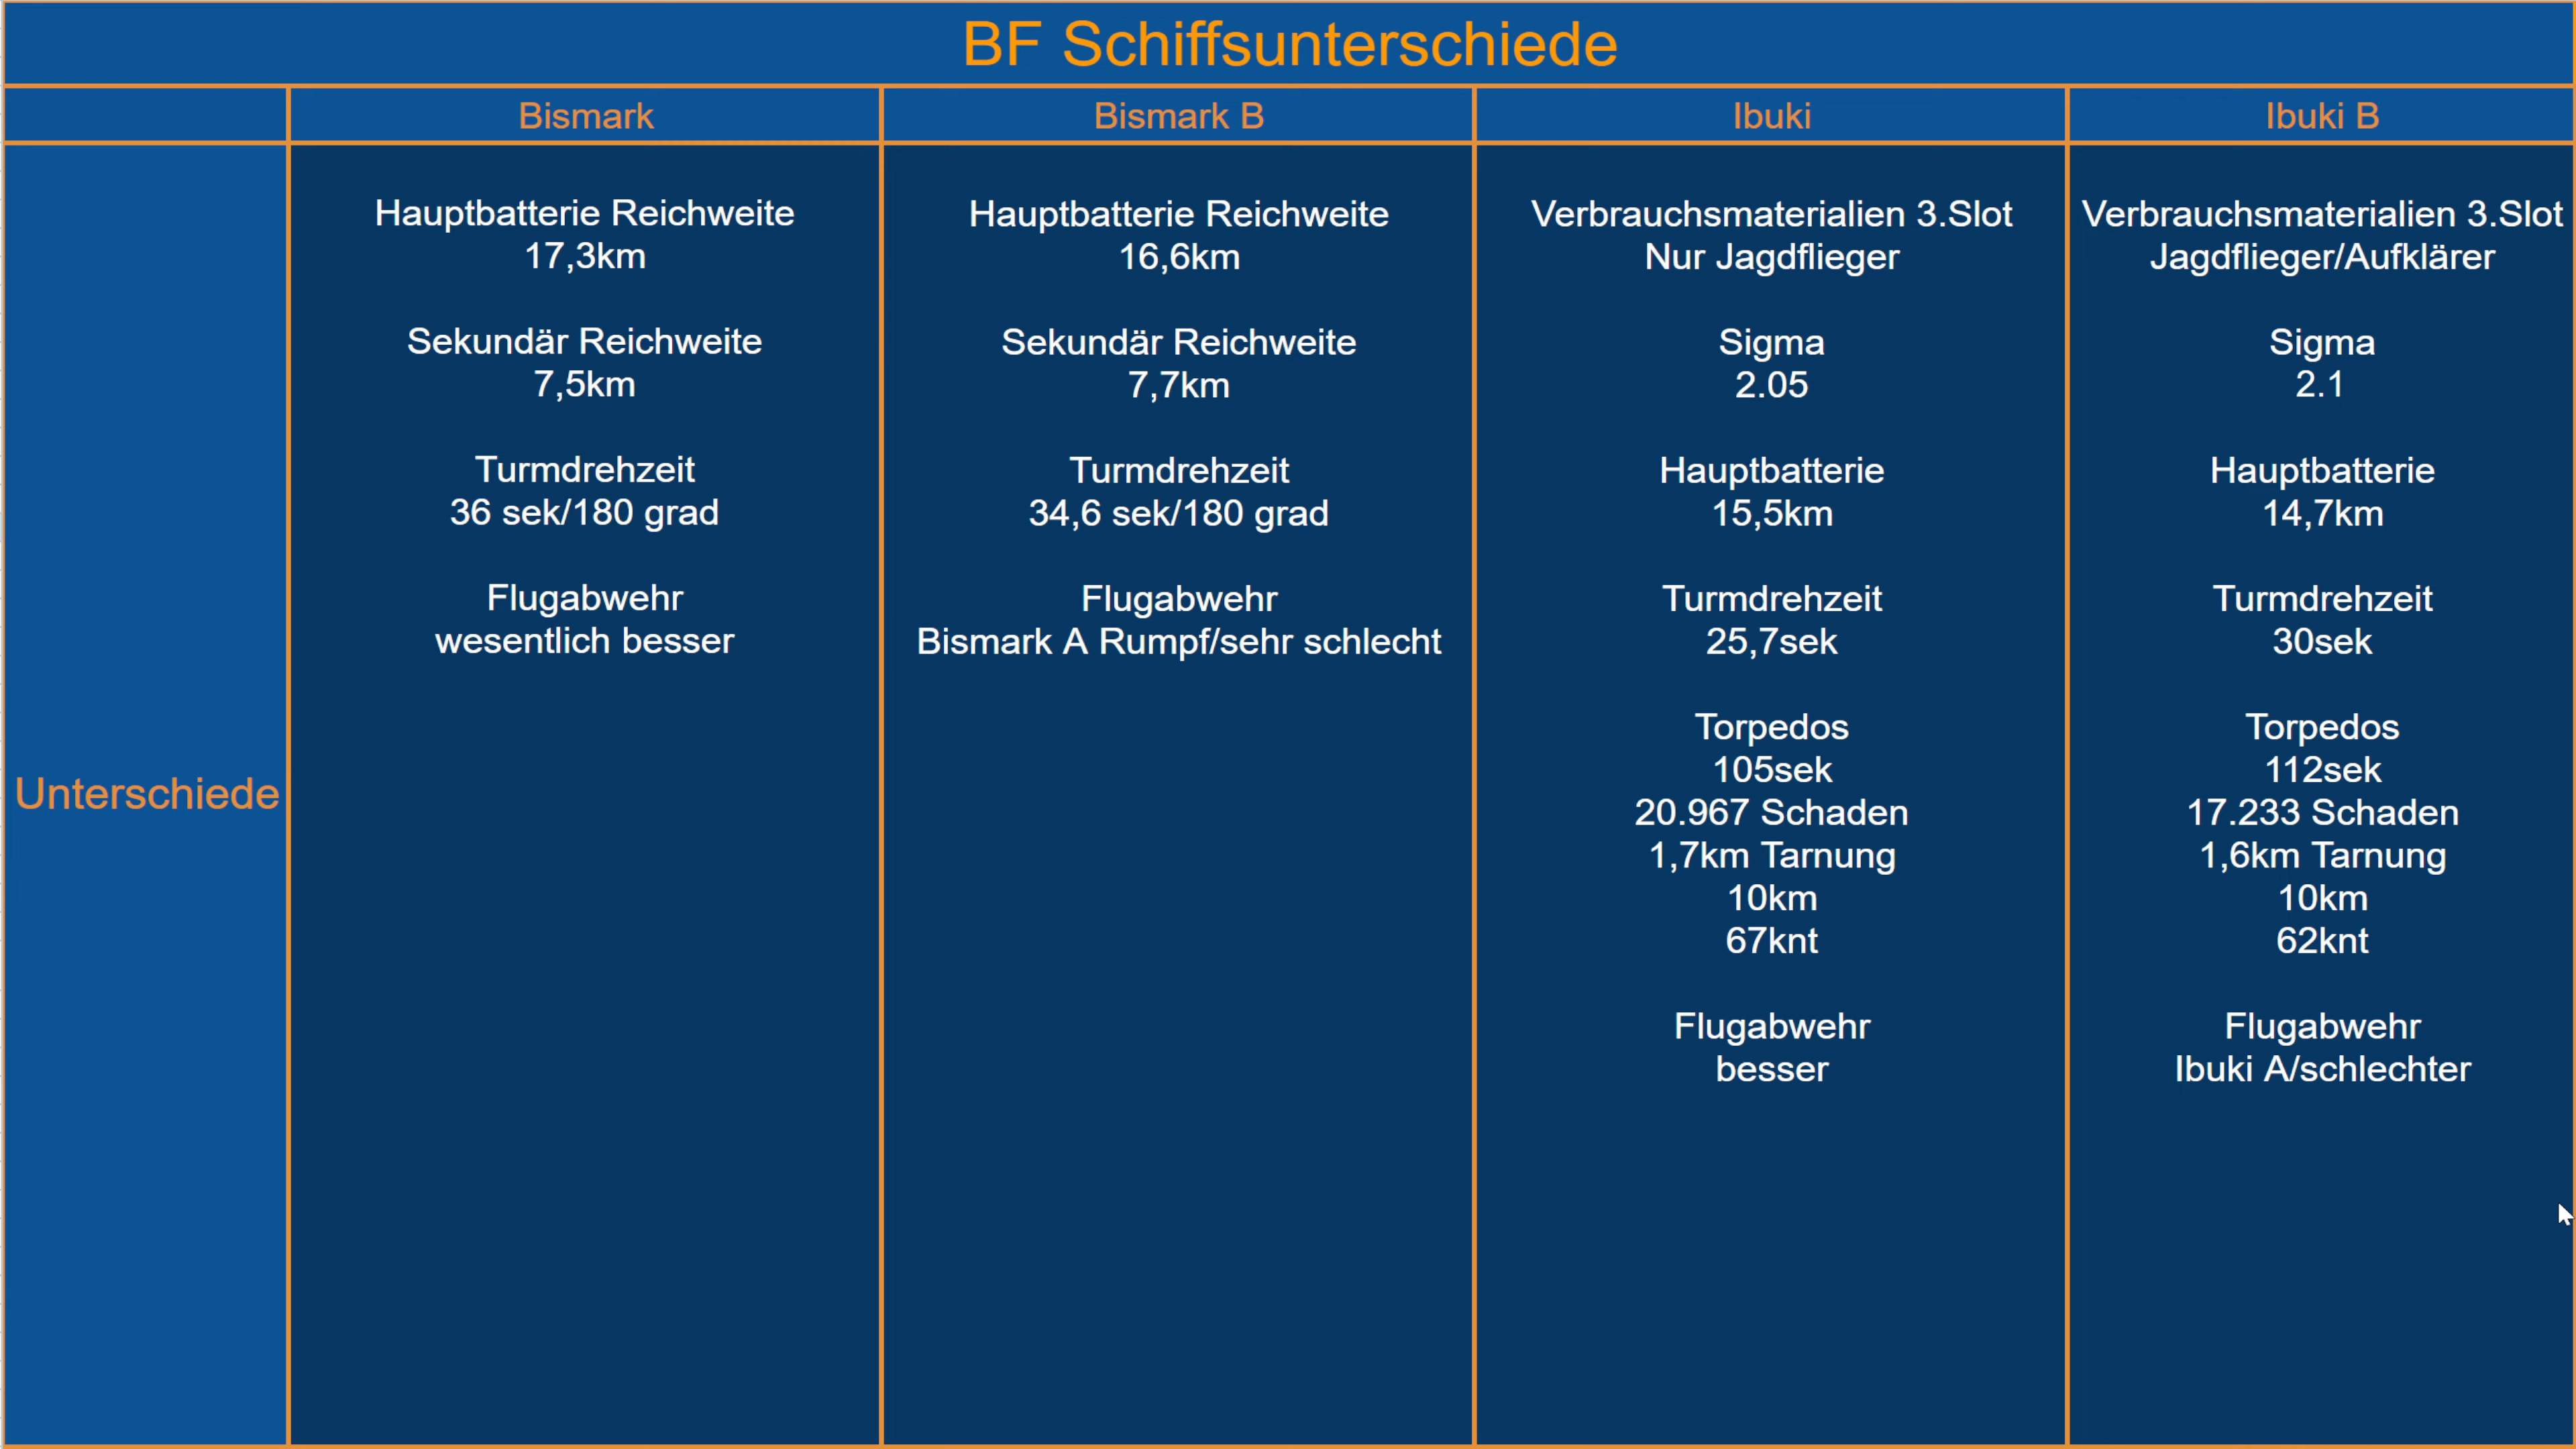 BF Schiffsunterschiede
Bismark
Bismark B
Ibuki
Ibuki B
Unterschiede
Hauptbatterie Reichweite
17,3km
Sekundär Reichweite
7,5km
Turmdrehzeit
36 sek/180 grad
Flugabwehr
wesentlich besser
Hauptbatterie Reichweite
16,6km
Sekundär Reichweite
7,7km
Turmdrehzeit
34,6 sek/180 grad
Flugabwehr
Bismark A Rumpf/sehr schlecht
Verbrauchsmaterialien 3.Slot
Nur Jagdflieger
Sigma
2.05
Hauptbatterie
15,5km
Turmdrehzeit
25,7sek
Torpedos
105sek
20.967 Schaden
1,7km Tarnung
10km
67knt
Flugabwehr
besser
Verbrauchsmaterialien 3.Slot
Jagdflieger/Aufklärer
Sigma
2.1
Hauptbatterie
14,7km
Turmdrehzeit
30sek
Torpedos
112sek
17.233 Schaden
1,6km Tarnung
10km
62knt
Flugabwehr
Ibuki A/schlechter